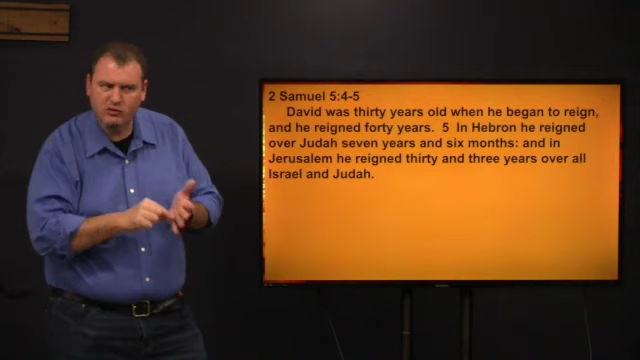 2 Samuel 5:4-5
David was thirty years old when he began to reign,
and he reigned forty years. 5 In Hebron he reigned
over Judah seven years and six months: and in
Jerusalem he reigned thirty and three years over all
Israel and Judah.